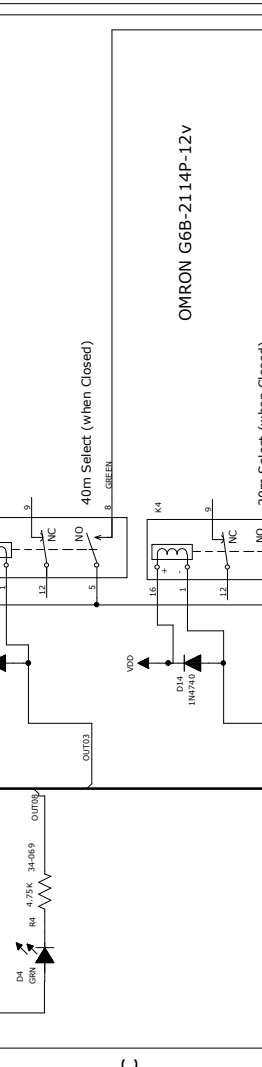 OMRON G6B-2114P-12v
40m Select (when Closed)
GREEN
8
9
NC
NO
12
5
1
K4
9
NC
NO
12
16
+
-
1
VDD
D14
1N4740
OUT03
OUT08
34-069
4.75K
R4
D4
GRN